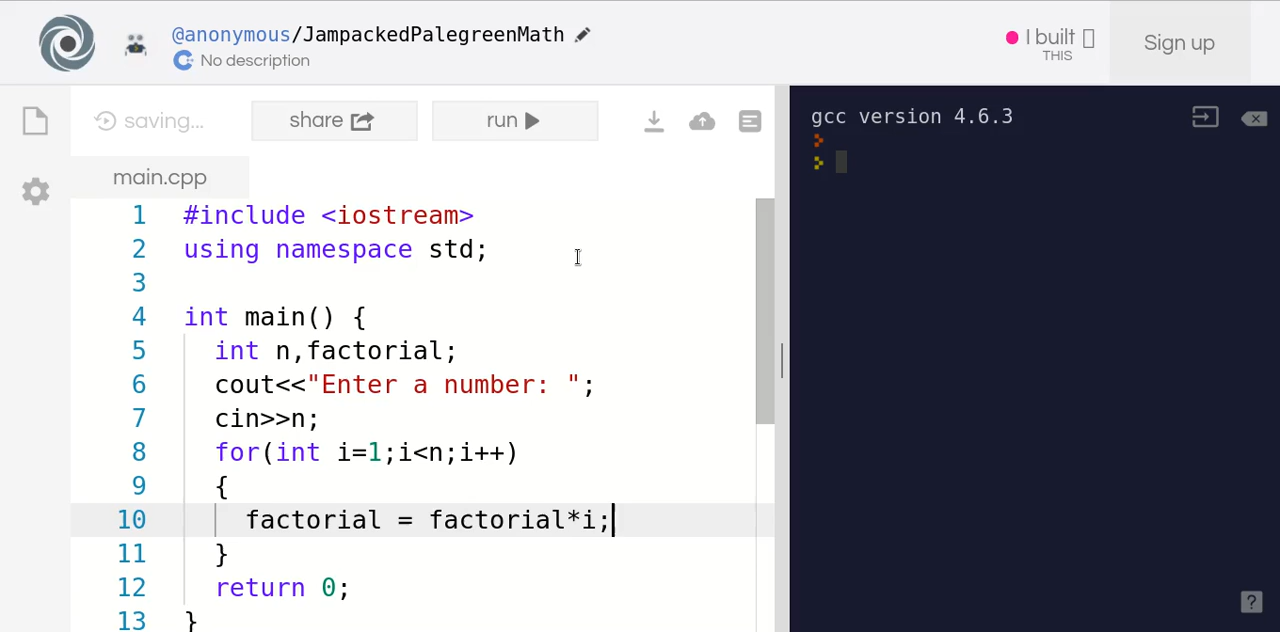 @anonymous/JampackedPalegreenMath
No description
I built
THIS
Sign up
saving...
share
run
main.cpp
1 #include <iostream>
2 using namespace std;
3
4 int main() {
5 int n,factorial;
6 cout<<"Enter a number: ";
7 cin>>n;
8 for(int i=1;i<n;i++)
9 {
10 factorial = factorial*i;
11 }
12 return 0;
13 }
gcc version 4.6.3
?